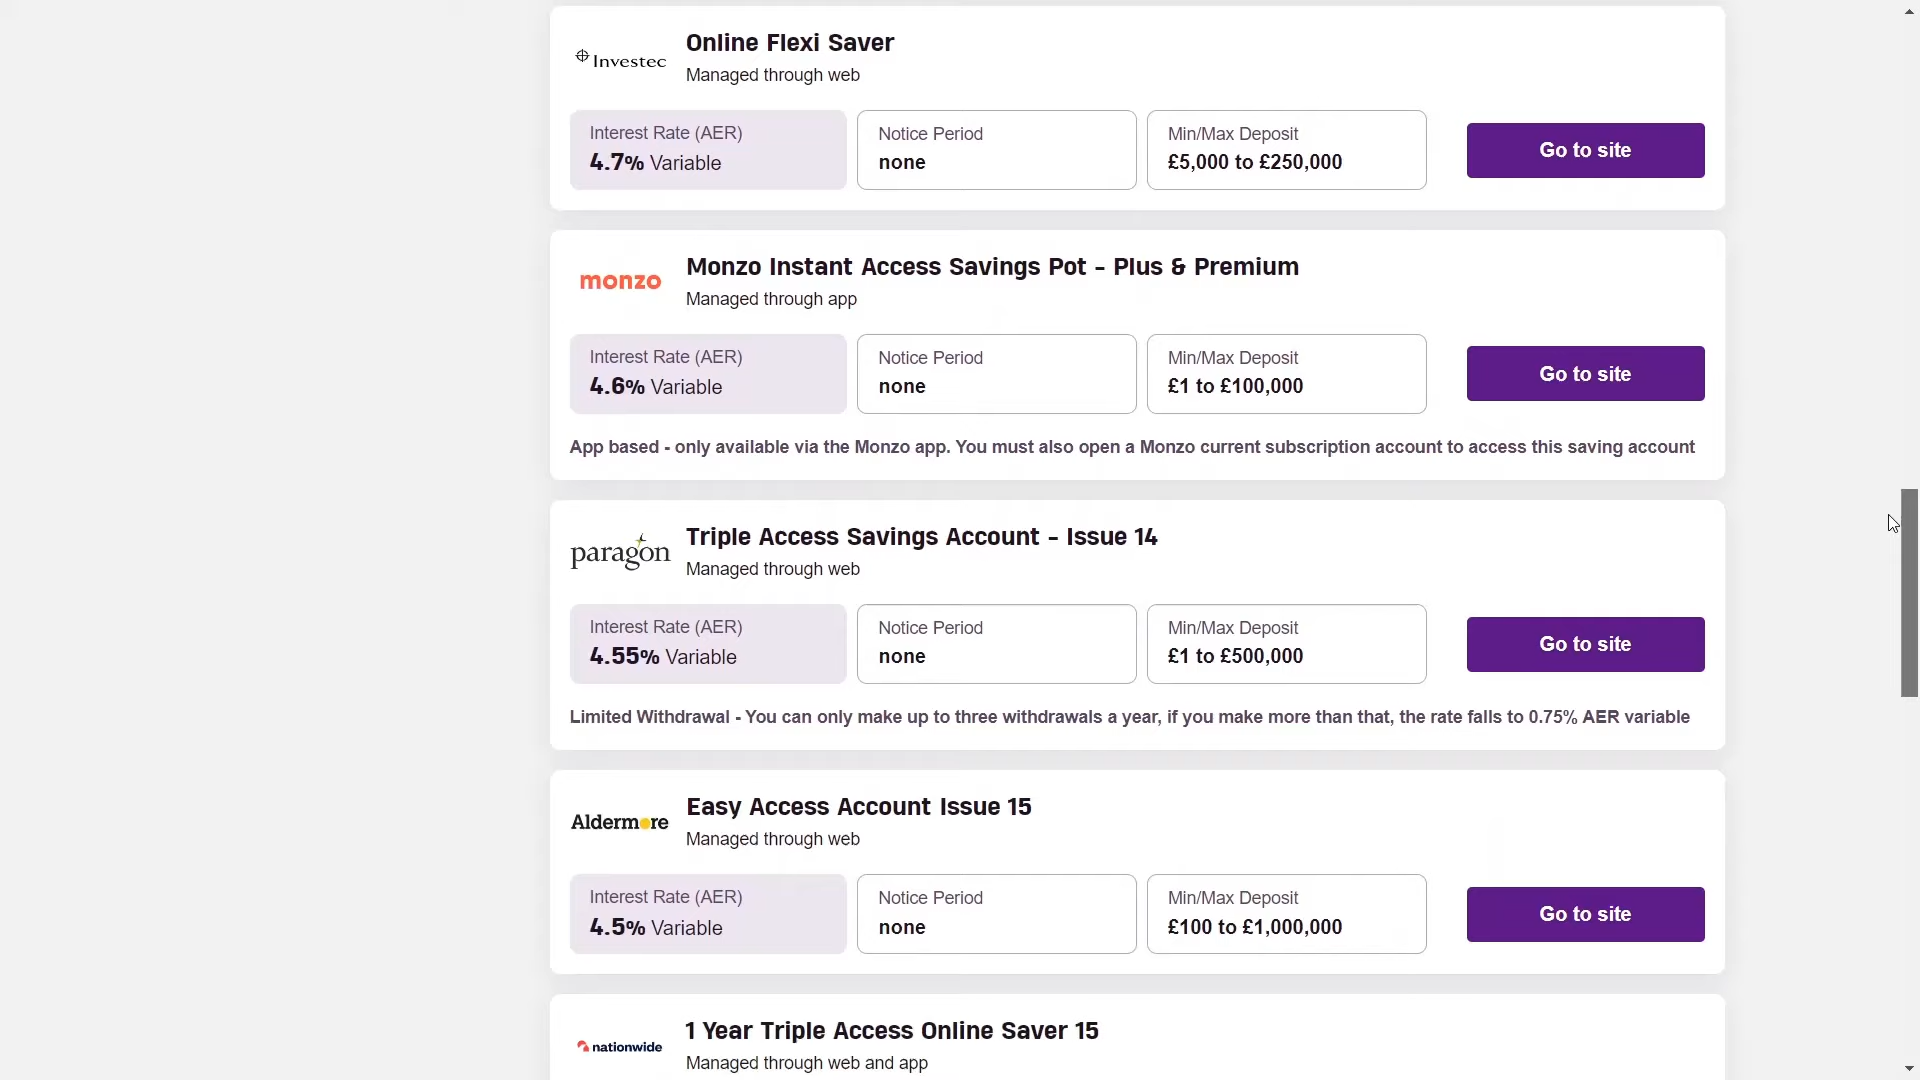 Online Flexi Saver
Investec
Managed through web
Interest Rate (AER)
4.7% Variable
Notice Period
none
Min/Max Deposit
£5,000 to £250,000
Go to site
Monzo Instant Access Savings Pot - Plus & Premium
monzo
Managed through app
Interest Rate (AER)
4.6% Variable
Notice Period
none
Min/Max Deposit
£1 to £100,000
Go to site
App based - only available via the Monzo app. You must also open a Monzo current subscription account to access this saving account
Triple Access Savings Account - Issue 14
paragon
Managed through web
Interest Rate (AER)
4.55% Variable
Notice Period
none
Min/Max Deposit
£1 to £500,000
Go to site
Limited Withdrawal - You can only make up to three withdrawals a year, if you make more than that, the rate falls to 0.75% AER variable
Easy Access Account Issue 15
Aldermore
Managed through web
Interest Rate (AER)
4.5% Variable
Notice Period
none
Min/Max Deposit
£100 to £1,000,000
Go to site
1 Year Triple Access Online Saver 15
nationwide
Managed through web and app